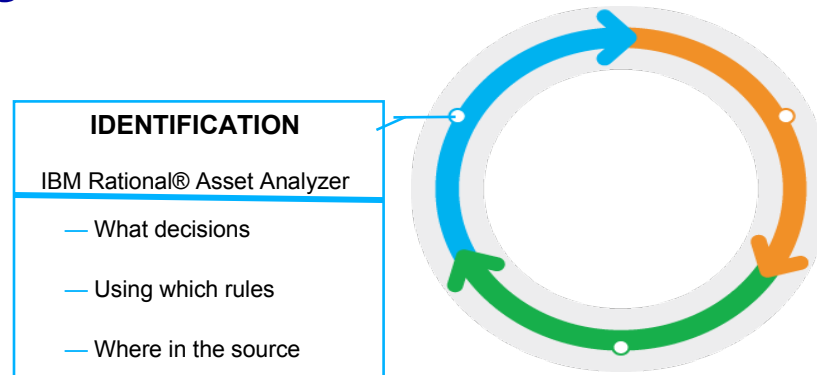 IDENTIFICATION
IBM Rational® Asset Analyzer
— What decisions
— Using which rules
— Where in the source